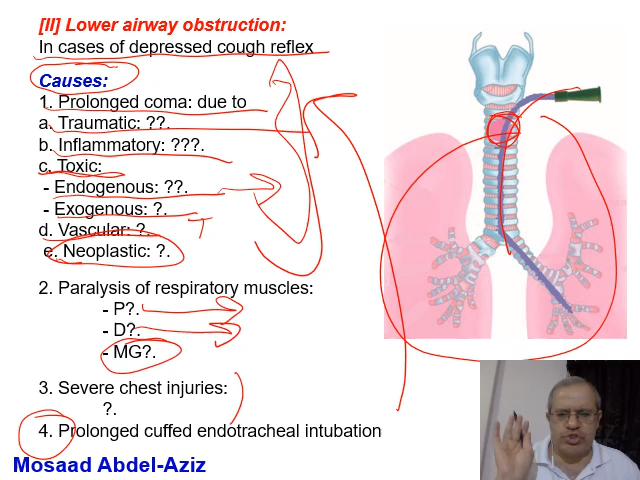 [II] Lower airway obstruction:
In cases of depressed cough reflex
Causes:
1. Prolonged coma: due to
a. Traumatic: ??.
b. Inflammatory: ???.
c. Toxic:
- Endogenous: ??.
- Exogenous: ?.
d. Vascular: ?.
e. Neoplastic: ?.
2. Paralysis of respiratory muscles:
- P?.
- D?.
- MG?.
3. Severe chest injuries:
?.
4. Prolonged cuffed endotracheal intubation
Mosaad Abdel-Aziz